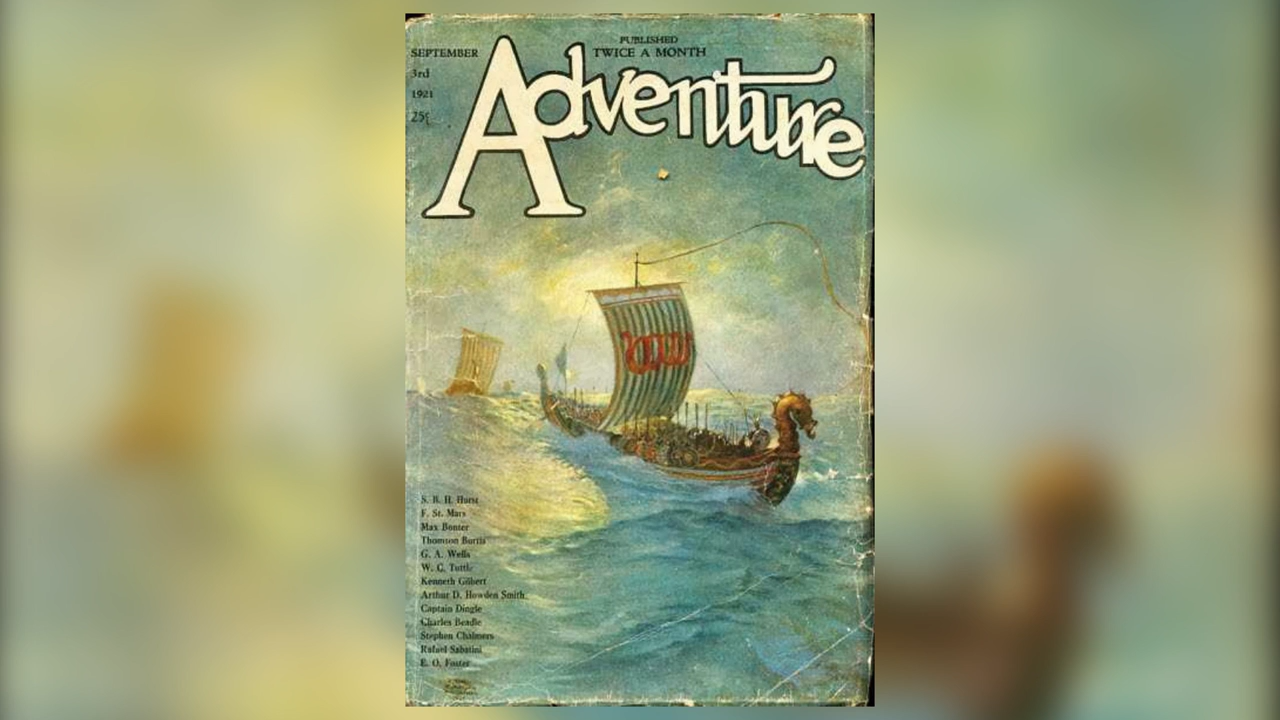 SEPTEMBER
3rd
1921
25¢
PUBLISHED
TWICE A MONTH
Adventure
S. B. H. Hurst
F. St. Mars
Max Bonter
Thomson Burtis
G. A. Wells
W. C. Tuttle
Kenneth Gilbert
Arthur D. Howden Smith
Captain Dingle
Charles Beadle
Stephen Chalmers
Rafael Sabatini
E. O. Foster